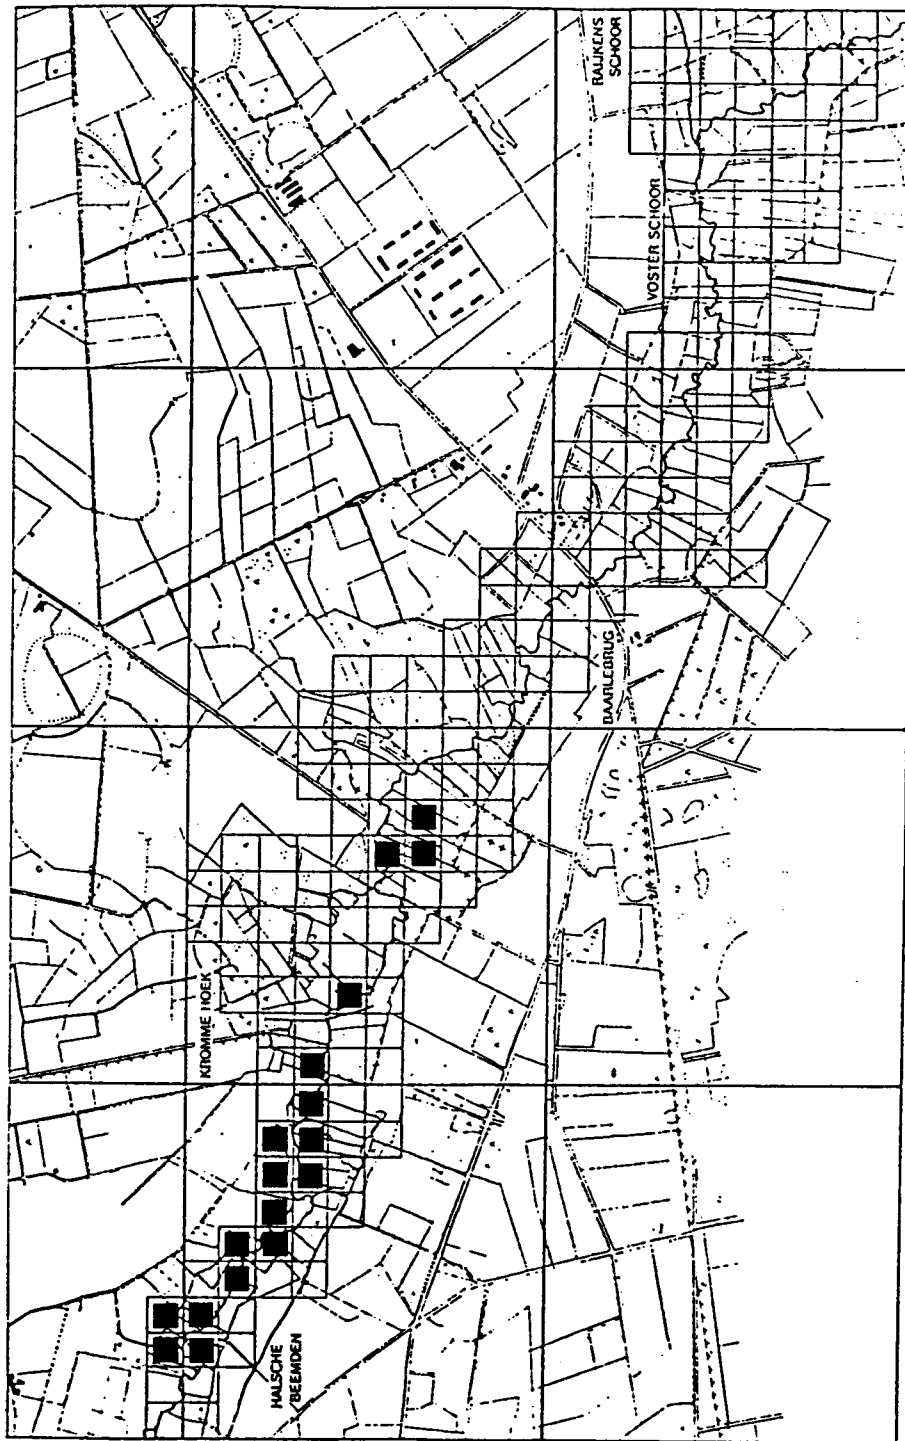 RAIJKENS
SCHOOR
VOSTER SCHOOR
BAARLEBRUG
KROMME HOEK
HALSCHE
BEEMDEN